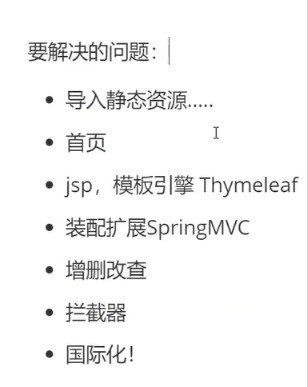 要解决的问题：
导入静态资源.....
首页
jsp，模板引擎 Thymeleaf
装配扩展SpringMVC
增删改查
拦截器
国际化！